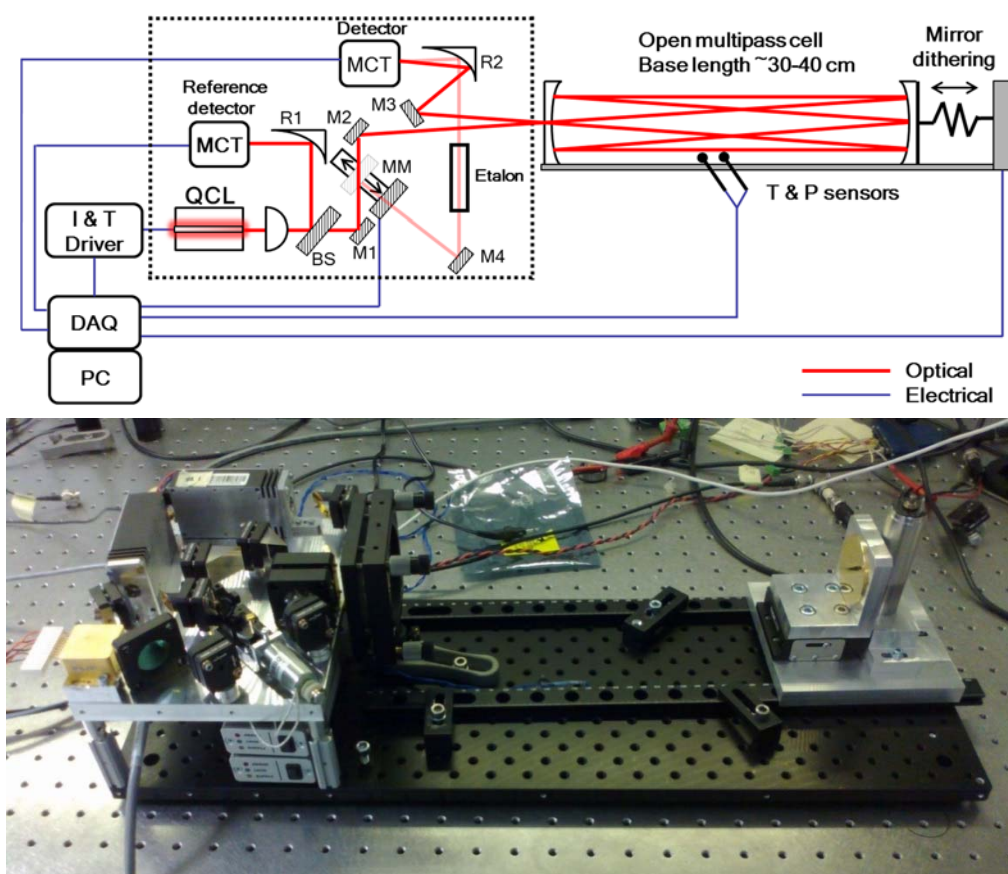 Detector
MCT
R2
Open multipass cell
Base length ~30-40 cm
Mirror
dithering
Reference
detector
MCT
R1
M2
M3
MM
Etalon
T & P sensors
QCL
I & T
Driver
BS
M1
M4
DAQ
PC
Optical
Electrical